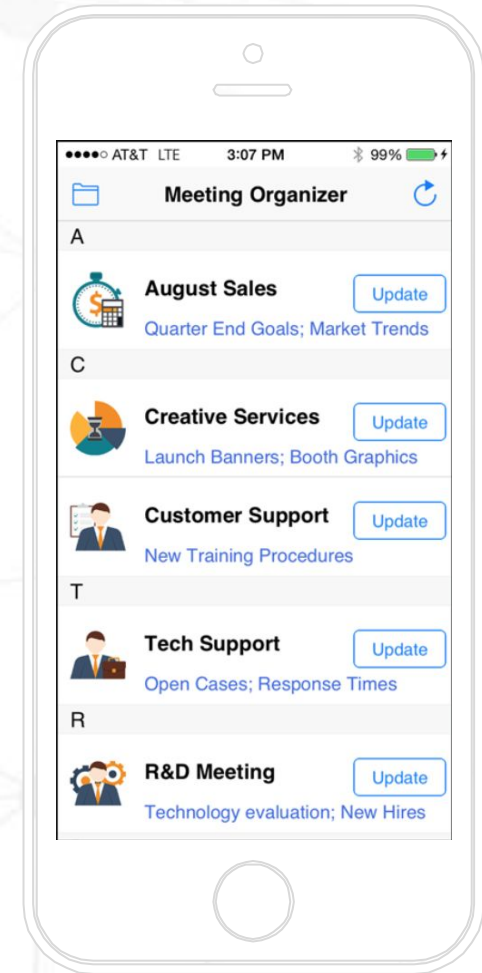 AT&T LTE 3:07 PM 99%
Meeting Organizer
A
August Sales
Update
Quarter End Goals; Market Trends
C
Creative Services
Update
Launch Banners; Booth Graphics
Customer Support
Update
New Training Procedures
T
Tech Support
Update
Open Cases; Response Times
R
R&D Meeting
Update
Technology evaluation; New Hires